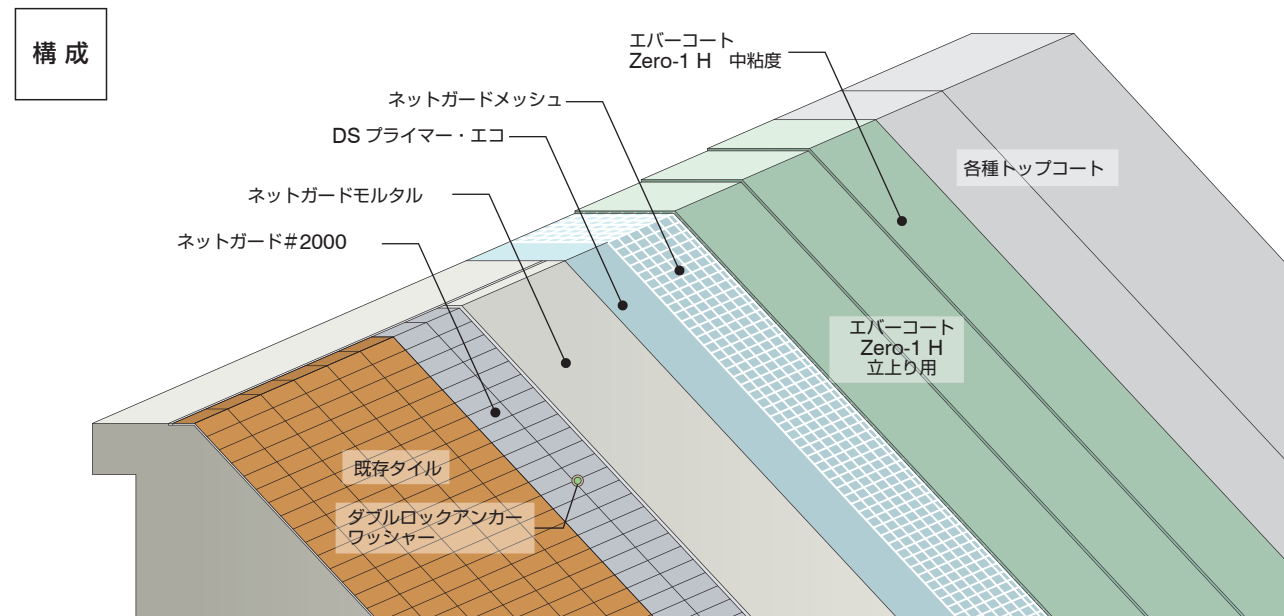 構成
エバーコート
Zero-1 H 中粘度
ネットガードメッシュ
DS プライマー・エコ
各種トップコート
ネットガードモルタル
ネットガード＃2000
エバーコート
Zero-1 H
立上り用
既存タイル
ダブルロックアンカー
ワッシャー